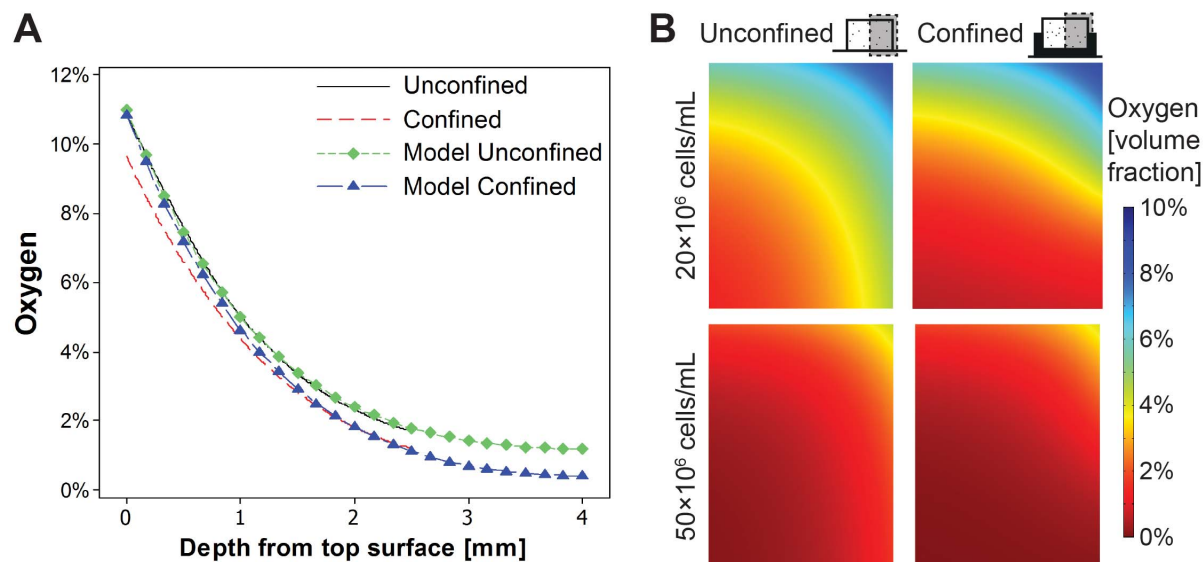 A
12%
10%
8%
6%
4%
2%
0%
Oxygen
Unconfined
Confined
Model Unconfined
Model Confined
0
1
2
3
4
Depth from top surface [mm]
B
Unconfined
Confined
20×10⁶ cells/mL
50×10⁶ cells/mL
Oxygen
[volume
fraction]
10%
8%
6%
4%
2%
0%